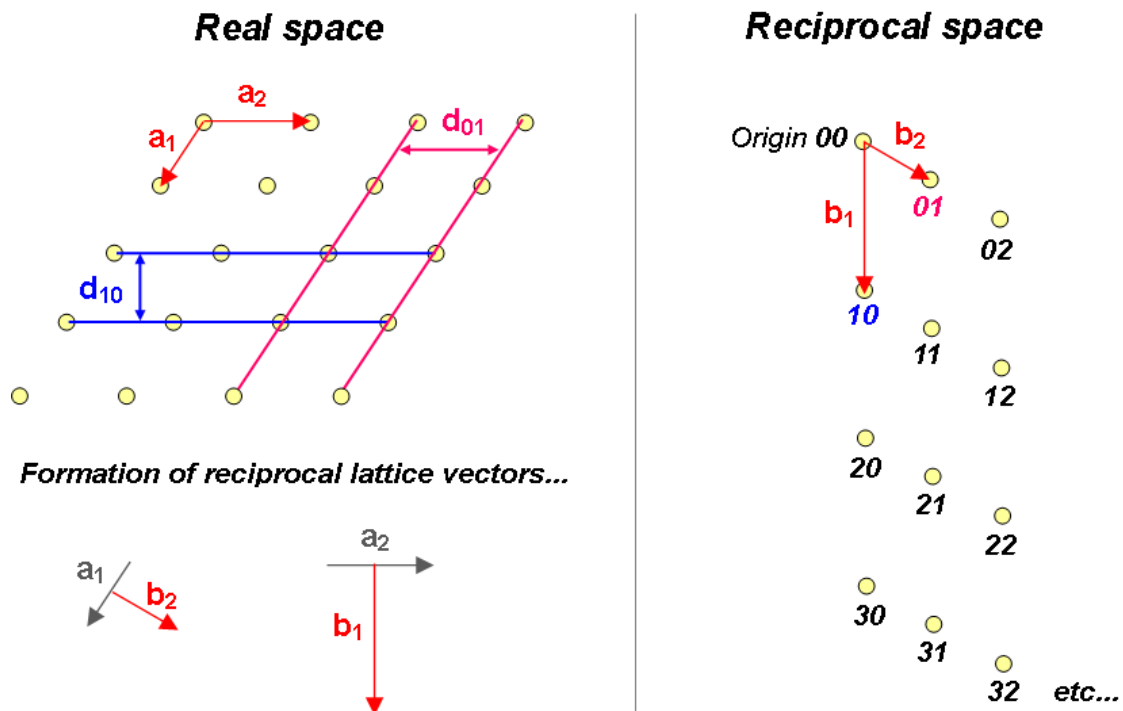 Real space
a₂
a₁
d₀₁
d₁₀
Formation of reciprocal lattice vectors...
a₁
b₂
a₂
b₁
Reciprocal space
Origin 00
b₂
b₁
01
02
10
11
12
20
21
22
30
31
32 etc...